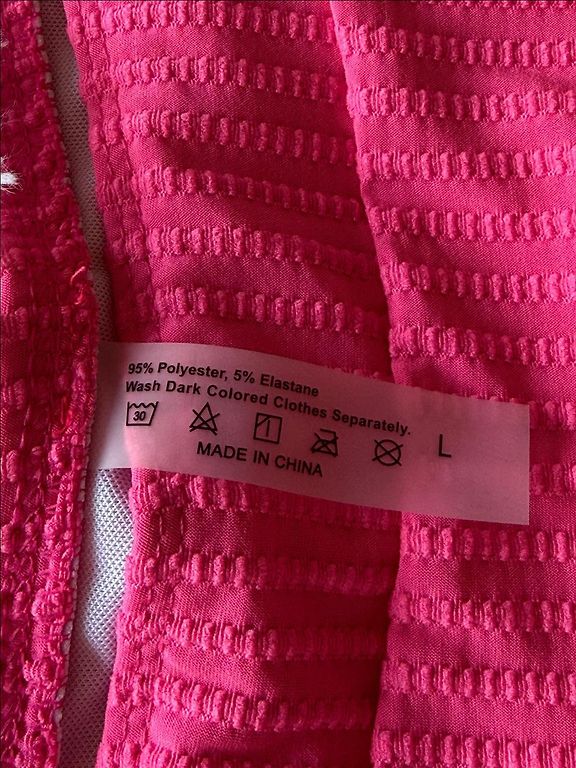 95% Polyester, 5% Elastane
Wash Dark Colored Clothes Separately.
30
L
MADE IN CHINA